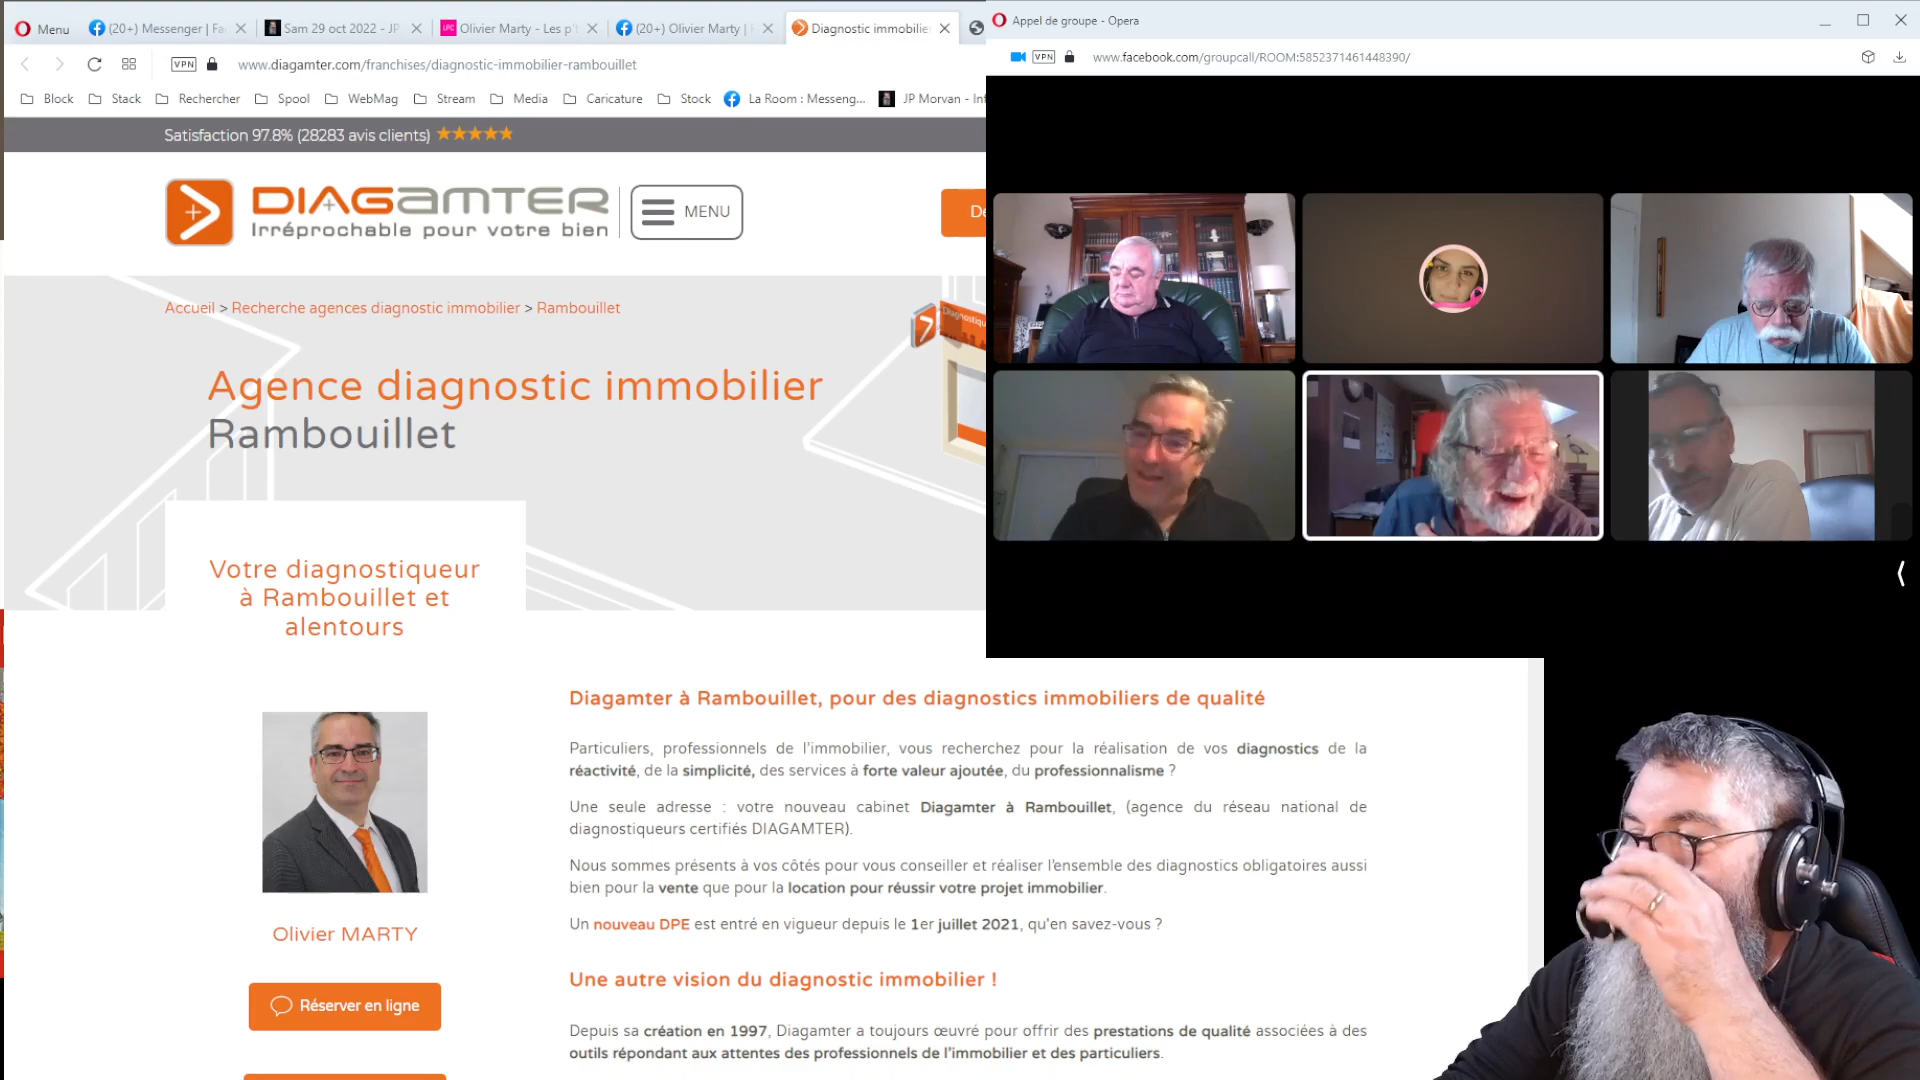 Menu
(20+) Messenger | Fa
Sam 29 oct 2022 - JP
Olivier Marty - Les p't
(20+) Olivier Marty | F
Diagnostic immobilie
www.diagamter.com/franchises/diagnostic-immobilier-rambouillet
VPN
Block
Stack
Rechercher
Spool
WebMag
Stream
Media
Caricature
Stock
La Room : Messeng...
JP Morvan - Inf
Satisfaction 97.8% (28283 avis clients)
DIAGAMTER
Irréprochable pour votre bien
MENU
De
Accueil > Recherche agences diagnostic immobilier > Rambouillet
Agence diagnostic immobilier
Rambouillet
Votre diagnostiqueur
à Rambouillet et
alentours
Olivier MARTY
Réserver en ligne
Diagamter à Rambouillet, pour des diagnostics immobiliers de qualité
Particuliers, professionnels de l'immobilier, vous recherchez pour la réalisation de vos diagnostics de la
réactivité, de la simplicité, des services à forte valeur ajoutée, du professionnalisme ?
Une seule adresse : votre nouveau cabinet Diagamter à Rambouillet, (agence du réseau national de
diagnostiqueurs certifiés DIAGAMTER).
Nous sommes présents à vos côtés pour vous conseiller et réaliser l'ensemble des diagnostics obligatoires aussi
bien pour la vente que pour la location pour réussir votre projet immobilier.
Un nouveau DPE est entré en vigueur depuis le 1er juillet 2021, qu'en savez-vous ?
Une autre vision du diagnostic immobilier !
Depuis sa création en 1997, Diagamter a toujours œuvré pour offrir des prestations de qualité associées à des
outils répondant aux attentes des professionnels de l'immobilier et des particuliers.
Appel de groupe - Opera
VPN
www.facebook.com/groupcall/ROOM:5852371461448390/